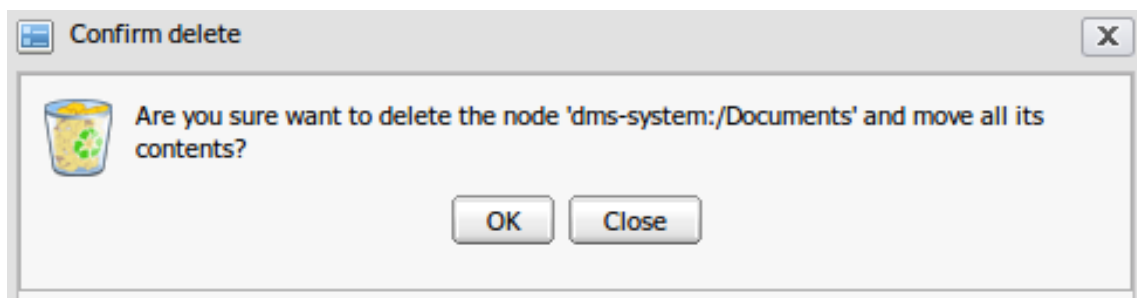 Confirm delete
X
Are you sure want to delete the node 'dms-system:/Documents' and move all its
contents?
OK Close